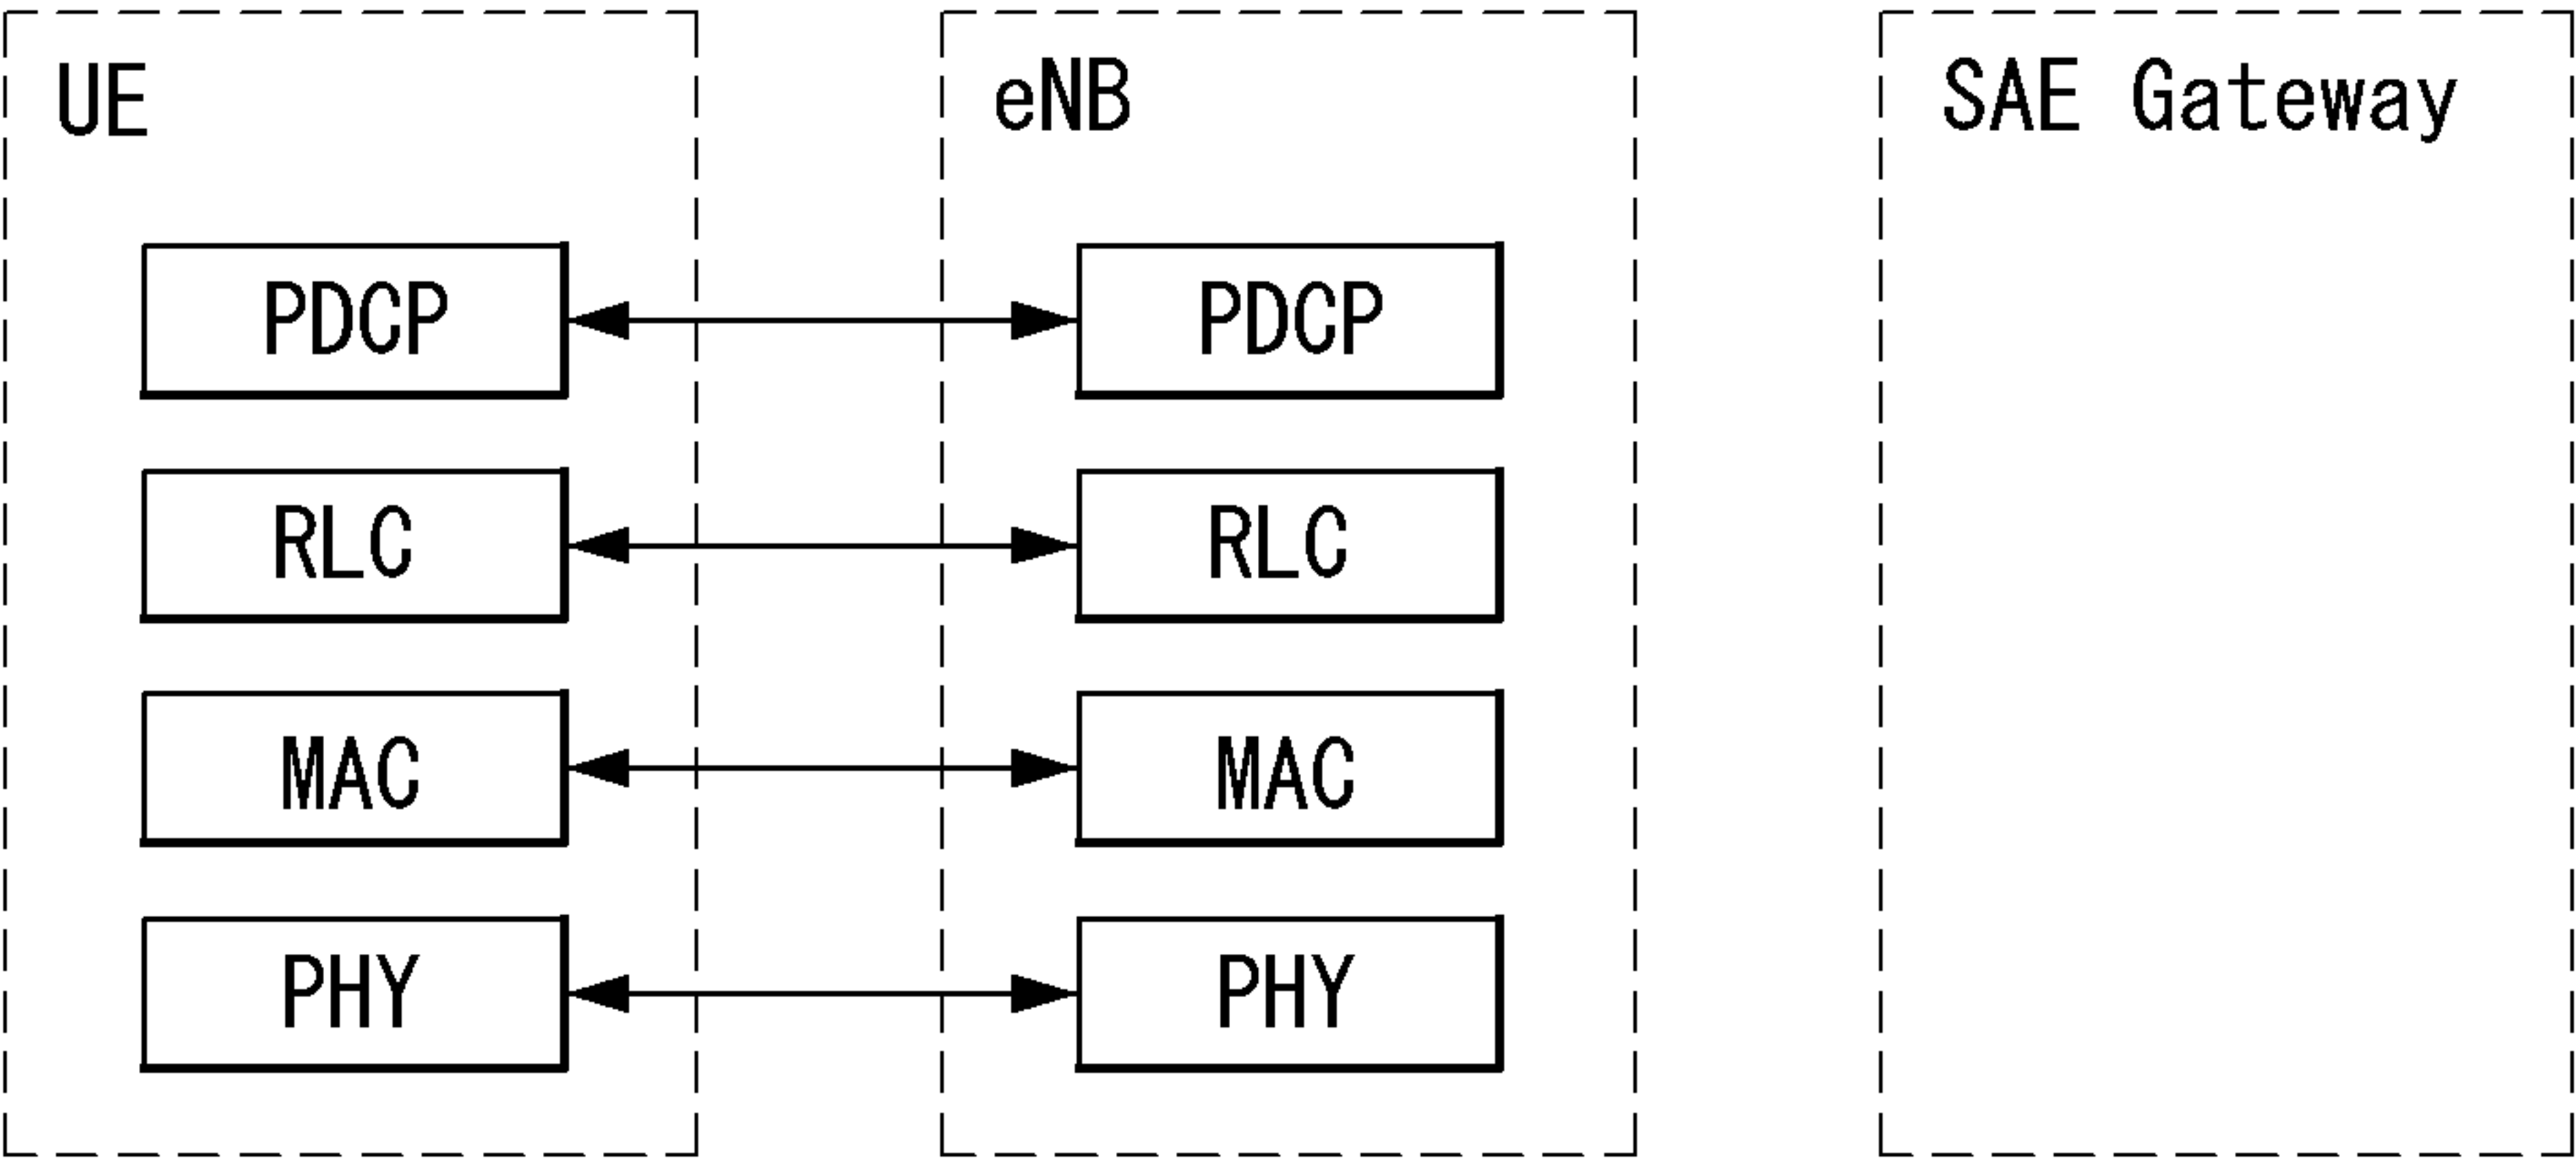 UE
eNB
SAE Gateway
PDCP
PDCP
RLC
RLC
MAC
MAC
PHY
PHY